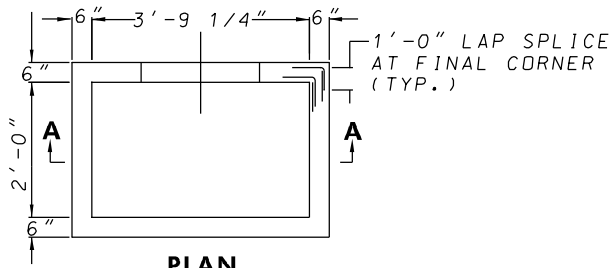 6" 3'-9 1/4" 6"
1'-0" LAP SPLICE
AT FINAL CORNER
(TYP.)
6"
A A
2'-0"
6"
PLAN